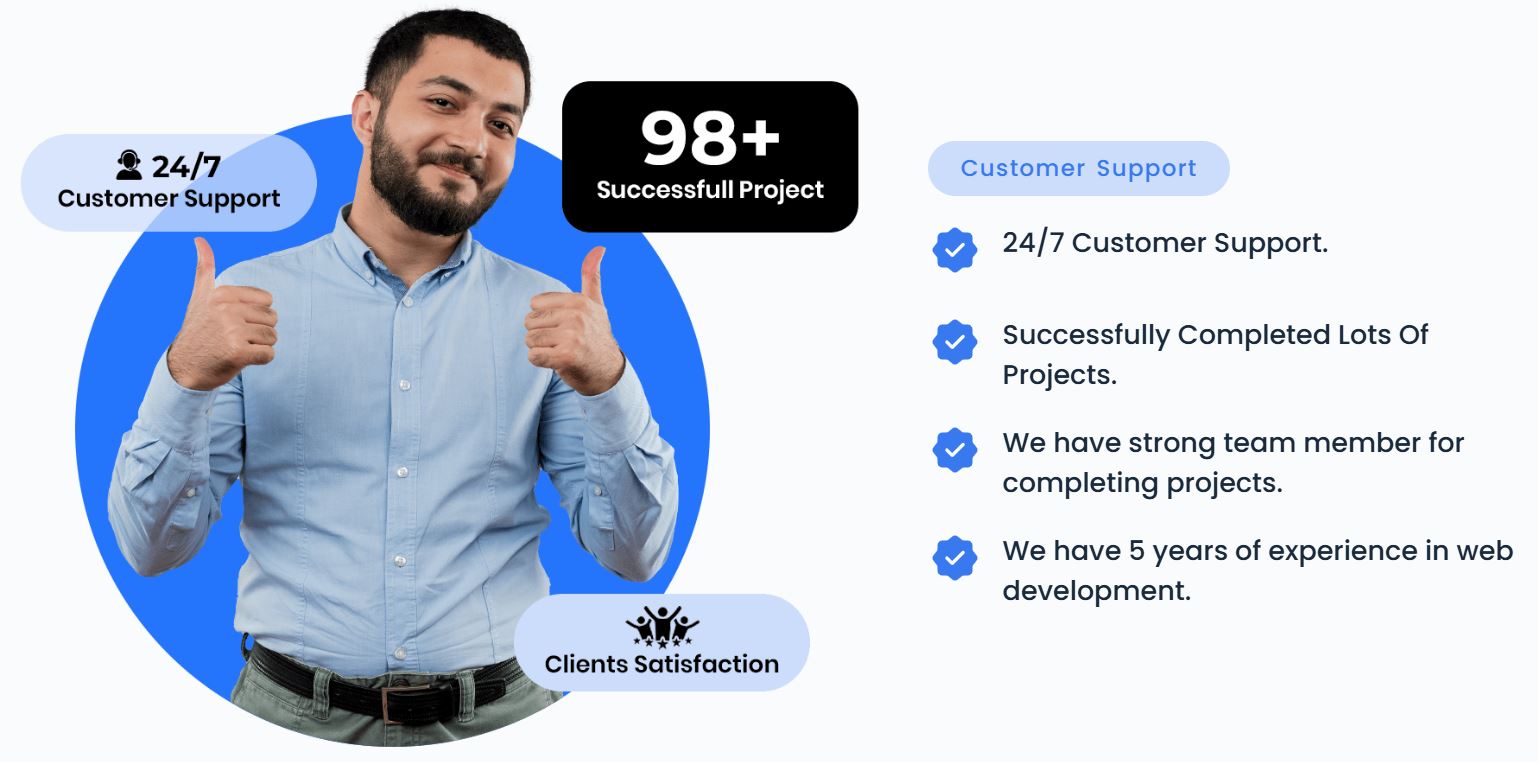 24/7
Customer Support
98+
Successfull Project
Clients Satisfaction
Customer Support
24/7 Customer Support.
Successfully Completed Lots Of
Projects.
We have strong team member for
completing projects.
We have 5 years of experience in web
development.